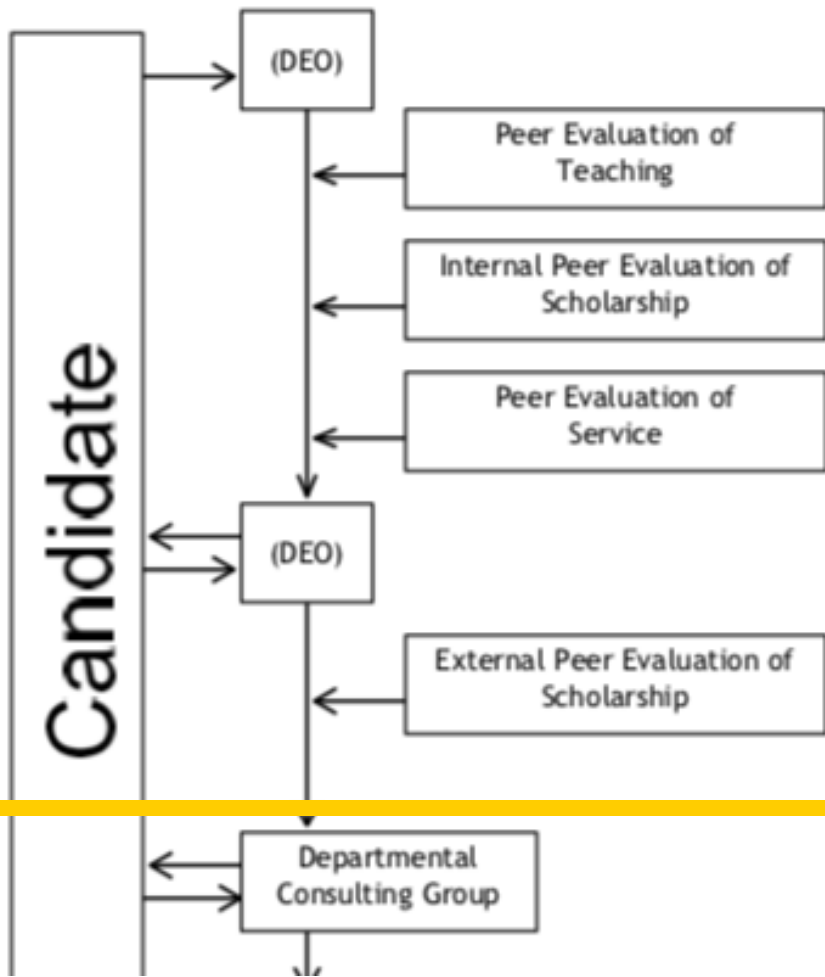 (DEO)
Peer Evaluation of
Teaching
Internal Peer Evaluation of
Scholarship
Peer Evaluation of
Service
Candidate
(DEO)
External Peer Evaluation of
Scholarship
Departmental
Consulting Group